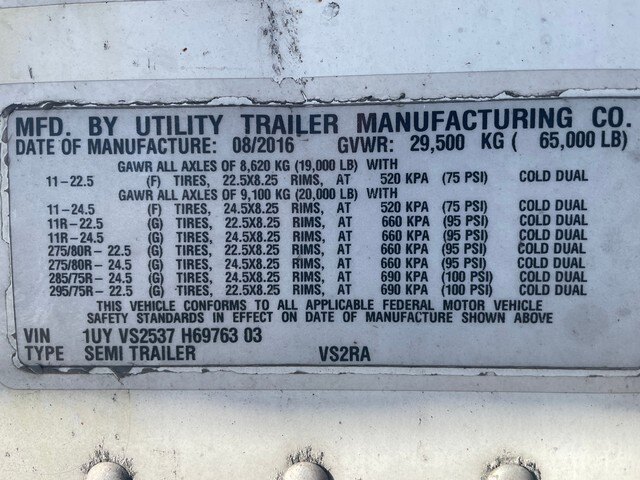 MFD. BY UTILITY TRAILER MANUFACTURING CO.
DATE OF MANUFACTURE: 08/2016 GVWR: 29,500 KG ( 65,000 LB)
GAWR ALL AXLES OF 8,620 KG (19,000 LB) WITH
11-22.5 (F) TIRES, 22.5X8.25 RIMS, AT 520 KPA (75 PSI) COLD DUAL
GAWR ALL AXLES OF 9,100 KG (20,000 LB) WITH
11-24.5 (F) TIRES, 24.5X8.25 RIMS, AT 520 KPA (75 PSI) COLD DUAL
11R-22.5 (G) TIRES, 22.5X8.25 RIMS, AT 660 KPA (95 PSI) COLD DUAL
11R-24.5 (G) TIRES, 24.5X8.25 RIMS, AT 660 KPA (95 PSI) COLD DUAL
275/80R- 22.5 (G) TIRES, 22.5X8.25 RIMS, AT 660 KPA (95 PSI) COLD DUAL
275/80R- 24.5 (G) TIRES, 24.5X8.25 RIMS, AT 660 KPA (95 PSI) COLD DUAL
285/75R- 24.5 (G) TIRES, 24.5X8.25 RIMS, AT 690 KPA (100 PSI) COLD DUAL
295/75R- 22.5 (G) TIRES, 22.5X8.25 RIMS, AT 690 KPA (100 PSI) COLD DUAL
THIS VEHICLE CONFORMS TO ALL APPLICABLE FEDERAL MOTOR VEHICLE
SAFETY STANDARDS IN EFFECT ON DATE OF MANUFACTURE SHOWN ABOVE
VIN 1UY VS2537 H69763 03
TYPE SEMI TRAILER VS2RA